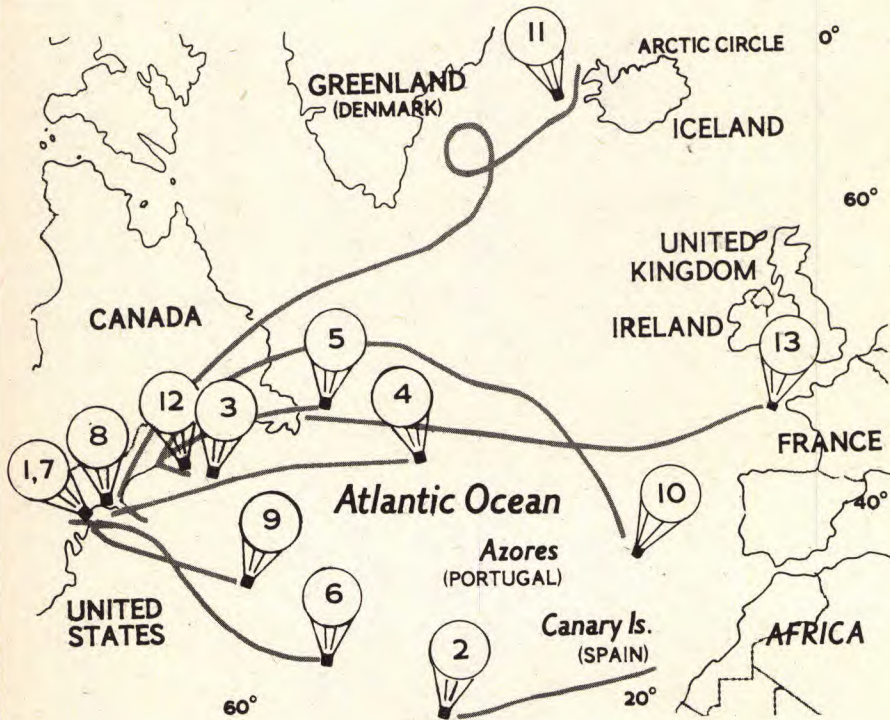 11
ARCTIC CIRCLE
0°
GREENLAND
(DENMARK)
ICELAND
60°
UNITED
KINGDOM
CANADA
IRELAND
5
13
12
3
4
8
1,7
FRANCE
10
40°
Atlantic Ocean
9
Azores
(PORTUGAL)
6
UNITED
STATES
2
Canary Is.
(SPAIN)
AFRICA
60°
20°